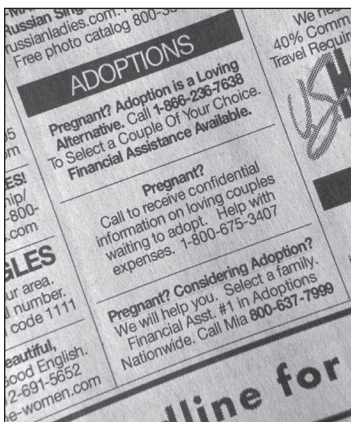 Russian Sing
russianladies.com.
Free photo catalog 800-
ADOPTIONS
Pregnant? Adoption is a Loving
Alternative. Call 1-866-236-7638
To Select a Couple Of Your Choice.
Financial Assistance Available.
Pregnant?
Call to receive confidential
information on loving couples
waiting to adopt. Help with
expenses. 1-800-675-3407
Pregnant? Considering Adoption?
We will help you. Select a family.
Financial Asst. #1 in Adoptions
Nationwide. Call Mia 800-637-7999
We
40% Comm
Travel Requir
US
ES!
hip/
-800-
.com
GLES
ur area.
l number.
code 1111
eautiful,
ood English.
2-691-5652
e-women.com
dline for